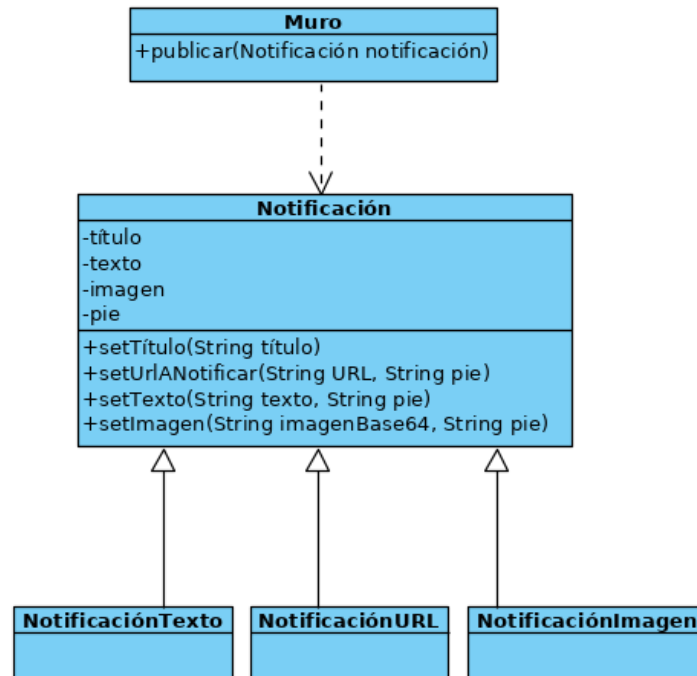 Muro
+publicar(Notificación notificación)
Notificación
-título
-texto
-imagen
-pie
+setTítulo(String título)
+setUrlANotificar(String URL, String pie)
+setTexto(String texto, String pie)
+setImagen(String imagenBase64, String pie)
NotificaciónTexto
NotificaciónURL
NotificaciónImagen